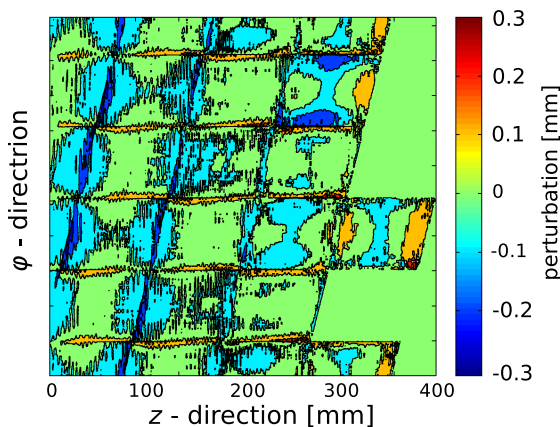 0.3
0.2
0.1
0
-0.1
-0.2
-0.3
perturbation [mm]
φ - directrion
0 100 200 300 400
z - direction [mm]